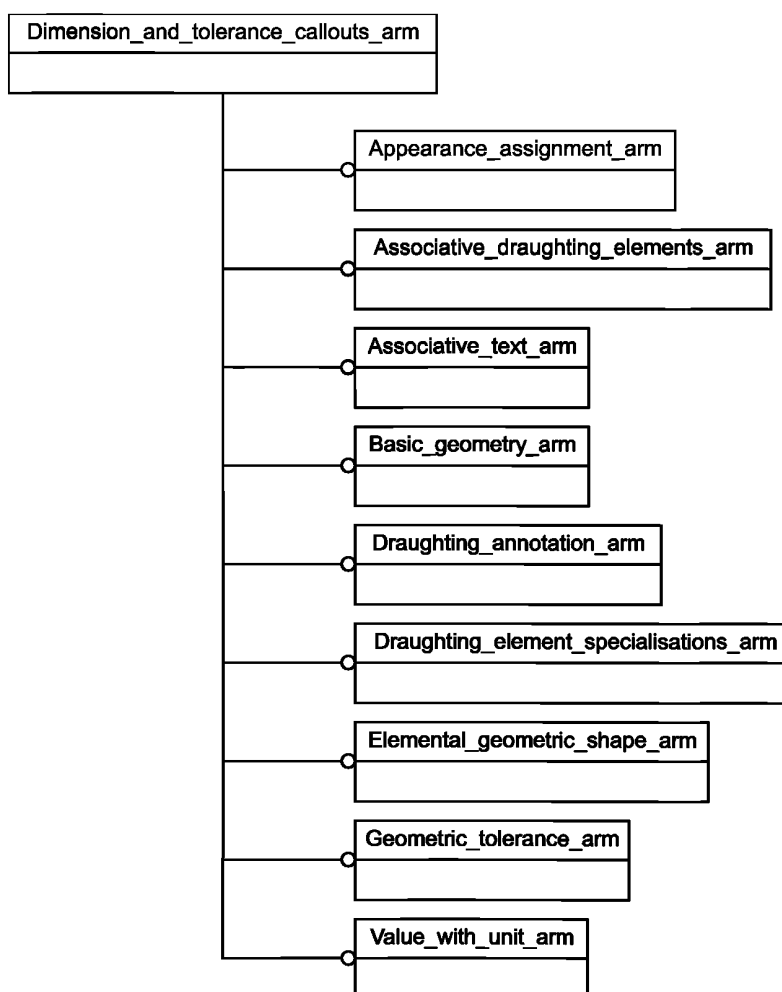 Dimension_and_tolerance_callouts_arm
Appearance_assignment_arm
Associative_draughting_elements_arm
Associative_text_arm
Basic_geometry_arm
Draughting_annotation_arm
Draughting_element_specialisations_arm
Elemental_geometric_shape_arm
Geometric_tolerance_arm
Value_with_unit_arm